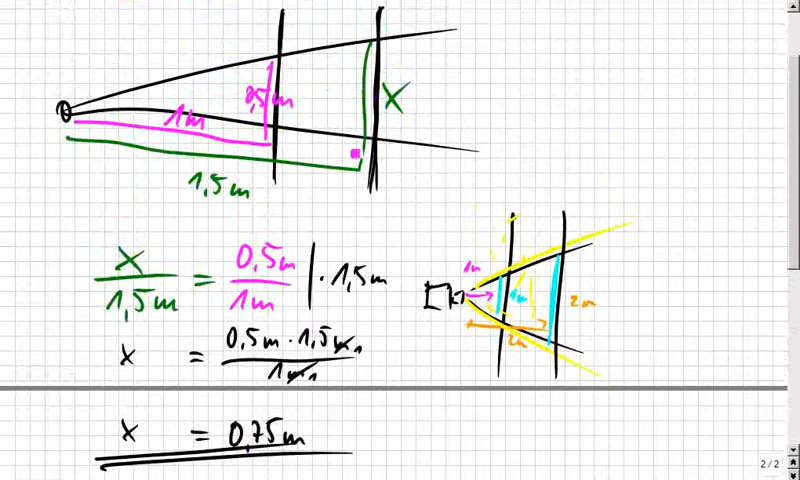 0,5m
1m
X
1,5m
X/1,5m = 0,5m/1m | · 1,5m
x = 0,5m · 1,5m/1m
x = 0,75m
1m
1m
2m
2m
2/2